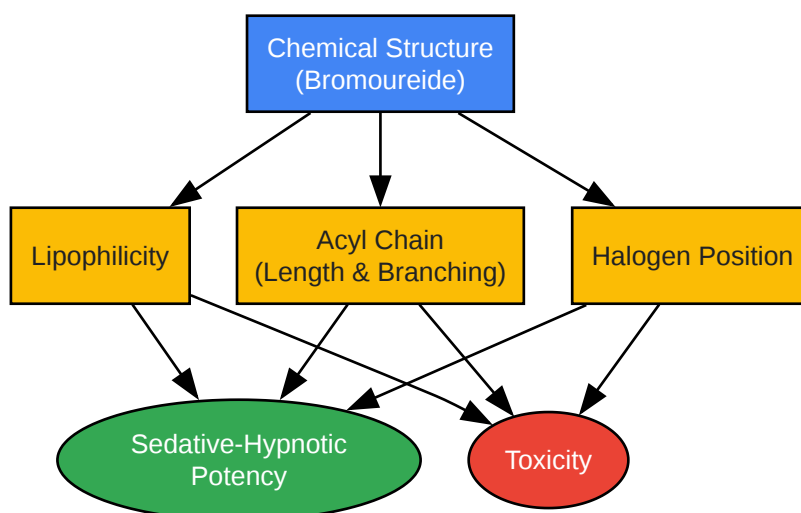 Chemical Structure
(Bromoureide)
Lipophilicity
Acyl Chain
(Length & Branching)
Halogen Position
Sedative-Hypnotic
Potency
Toxicity